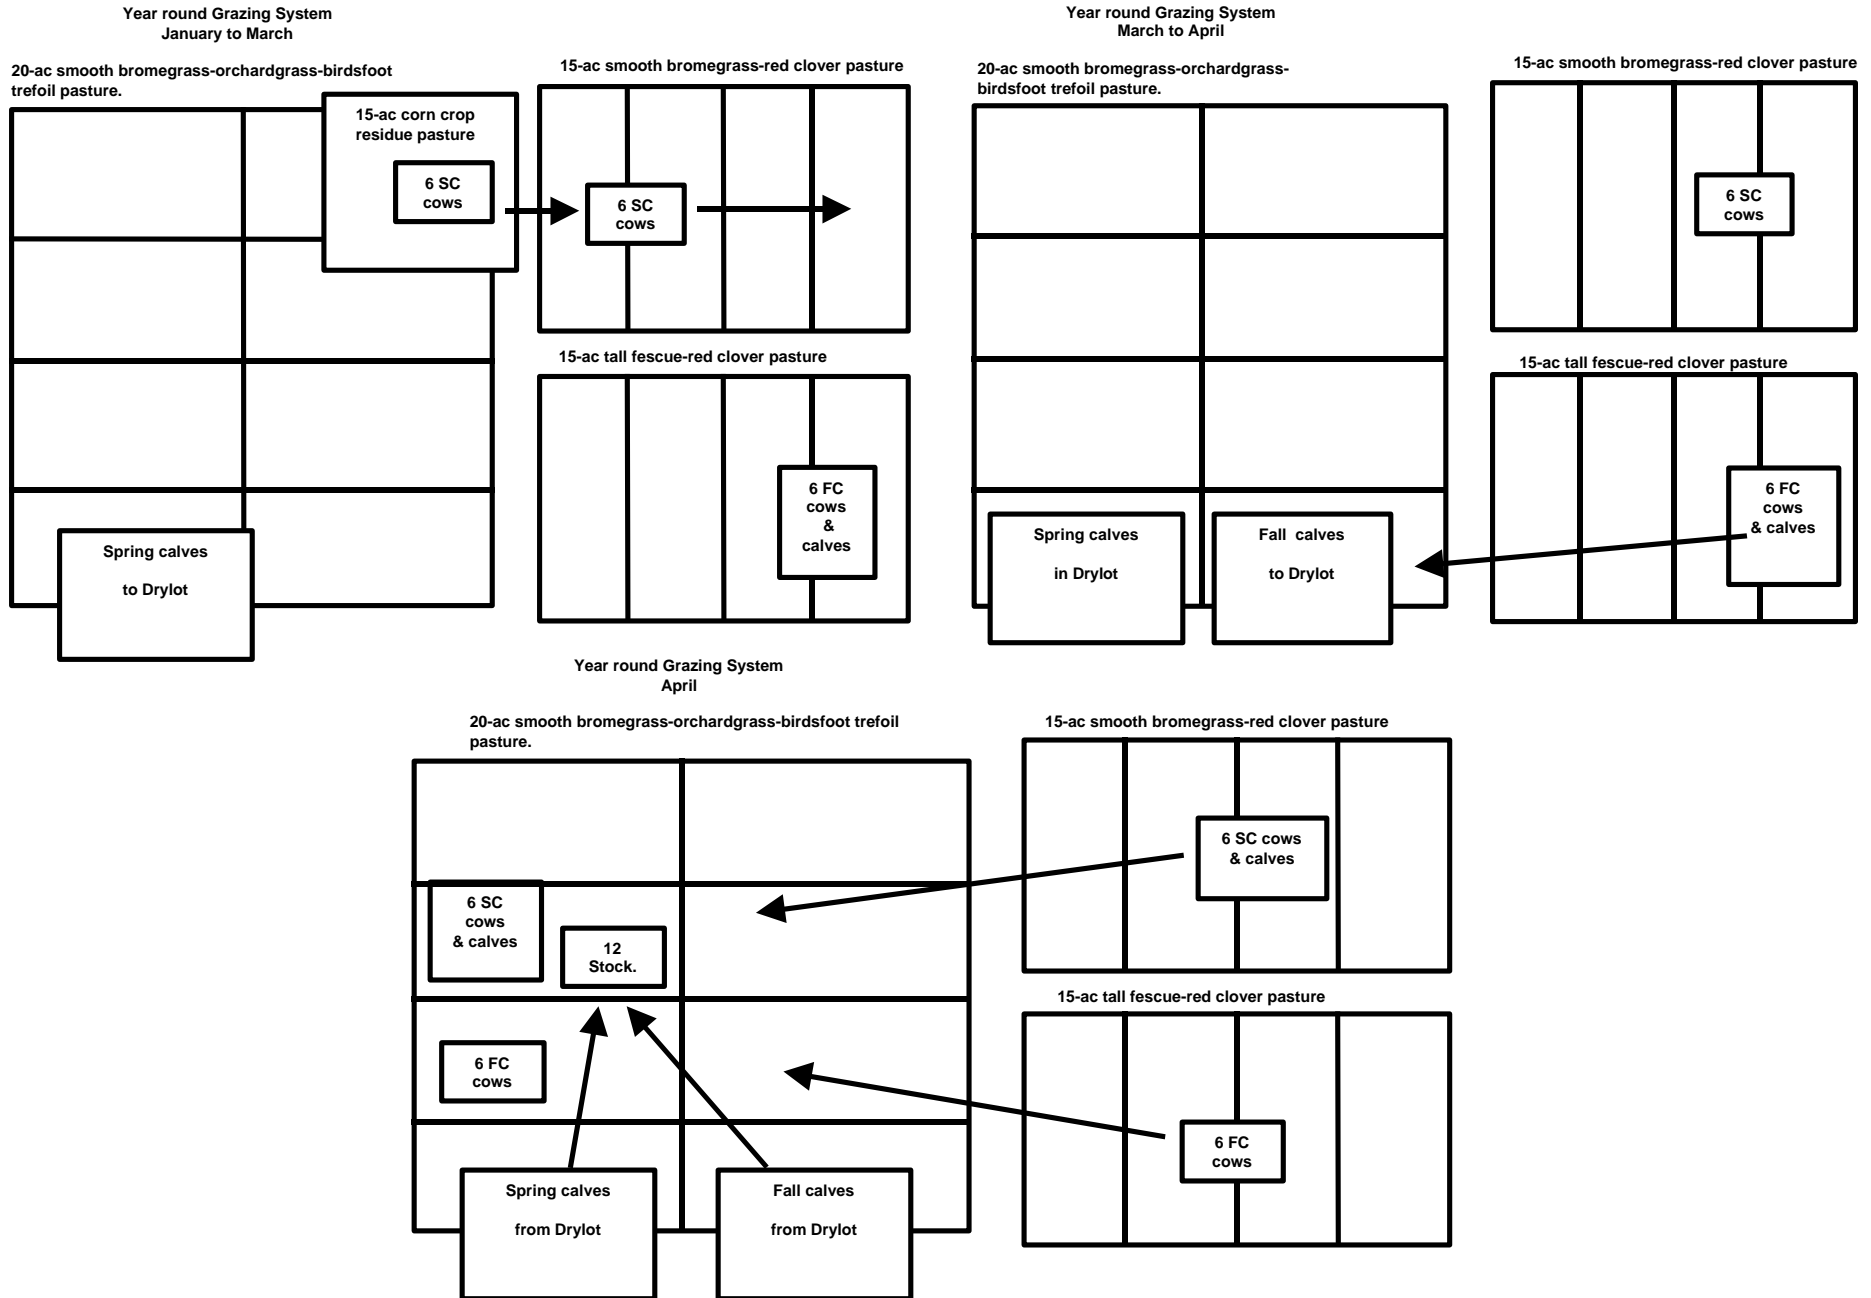 Year round Grazing System
January to March
20-ac smooth bromegrass-orchardgrass-birdsfoot
trefoil pasture.
15-ac corn crop
residue pasture
6 SC
cows
15-ac smooth bromegrass-red clover pasture
6 SC
cows
15-ac tall fescue-red clover pasture
6 FC
cows
&
calves
Spring calves
to Drylot
Year round Grazing System
March to April
20-ac smooth bromegrass-orchardgrass-
birdsfoot trefoil pasture.
15-ac smooth bromegrass-red clover pasture
6 SC
cows
15-ac tall fescue-red clover pasture
6 FC
cows
& calves
Spring calves
in Drylot
Fall calves
to Drylot
Year round Grazing System
April
20-ac smooth bromegrass-orchardgrass-birdsfoot trefoil
pasture.
15-ac smooth bromegrass-red clover pasture
6 SC cows
& calves
6 SC
cows
& calves
12
Stock.
15-ac tall fescue-red clover pasture
6 FC
cows
6 FC
cows
Spring calves
from Drylot
Fall calves
from Drylot